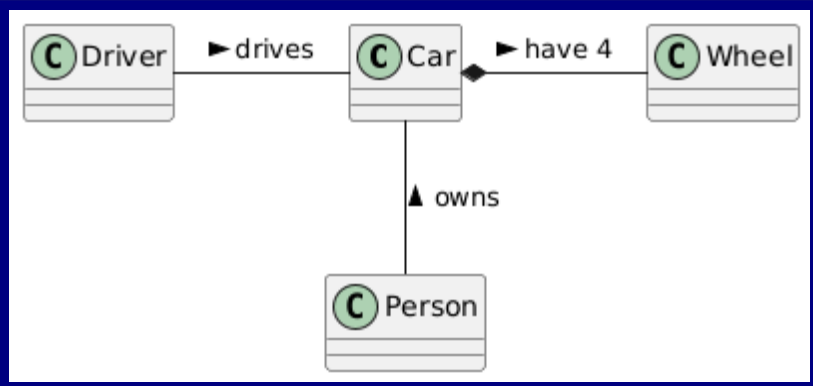 C Driver
►drives
C Car
► have 4
C Wheel
▲ owns
C Person